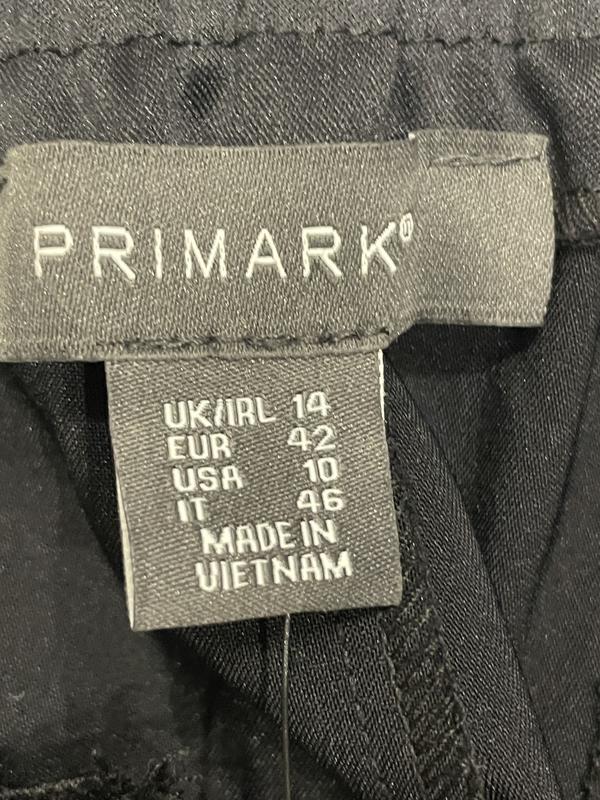 PRIMARK®
UK/IRL 14
EUR 42
USA 10
IT 46
MADE IN
VIETNAM